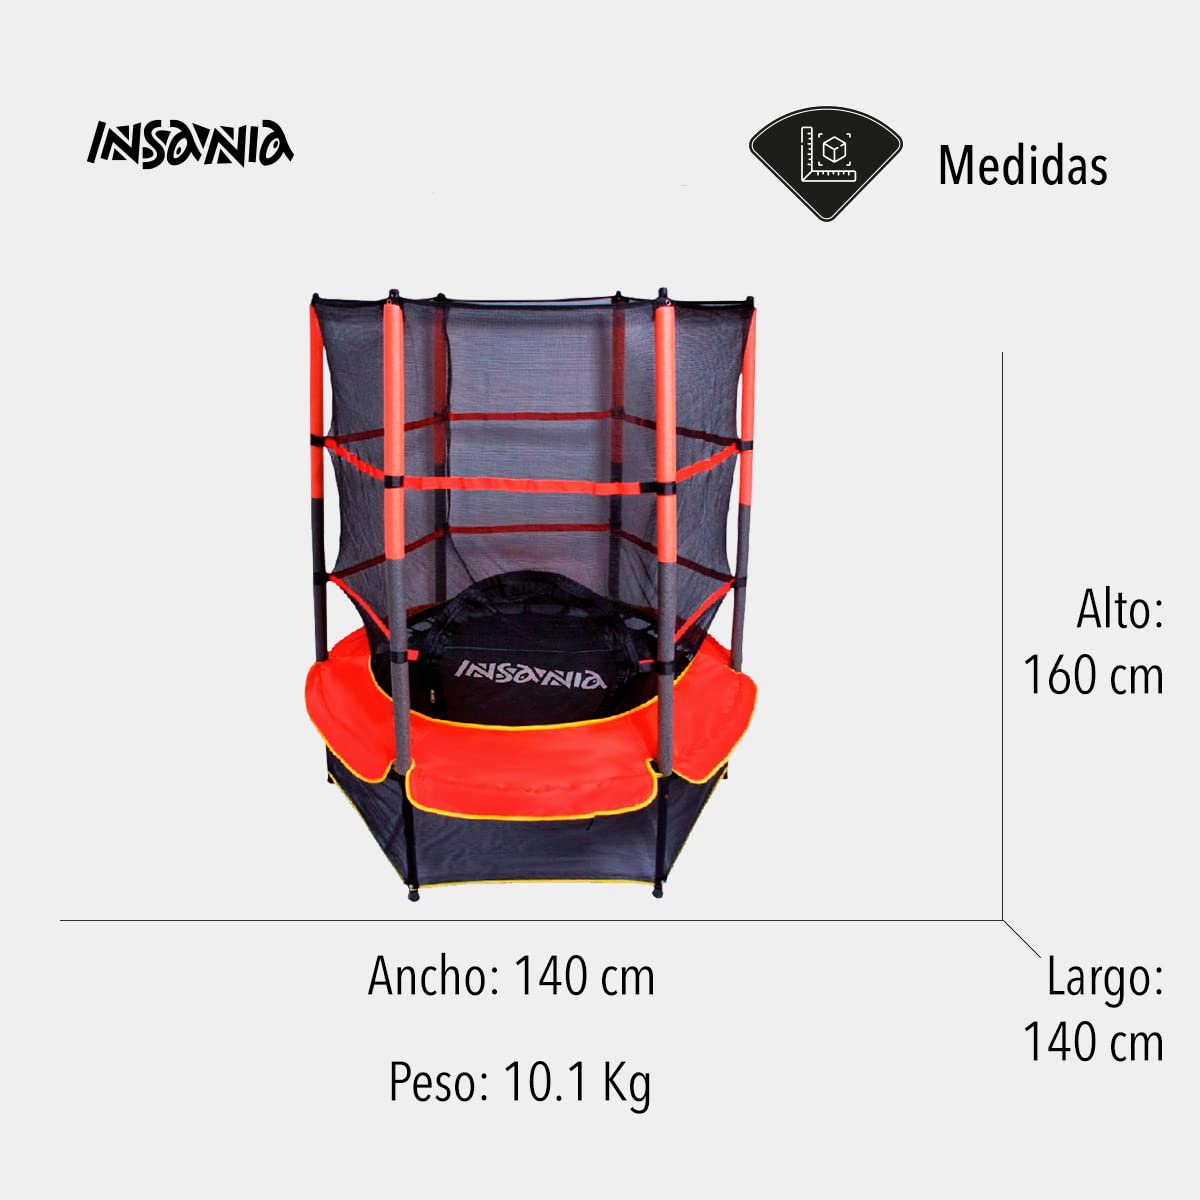 INSANIA
Medidas
INSANIA
Alto:
160 cm
Ancho: 140 cm
Largo:
140 cm
Peso: 10.1 Kg